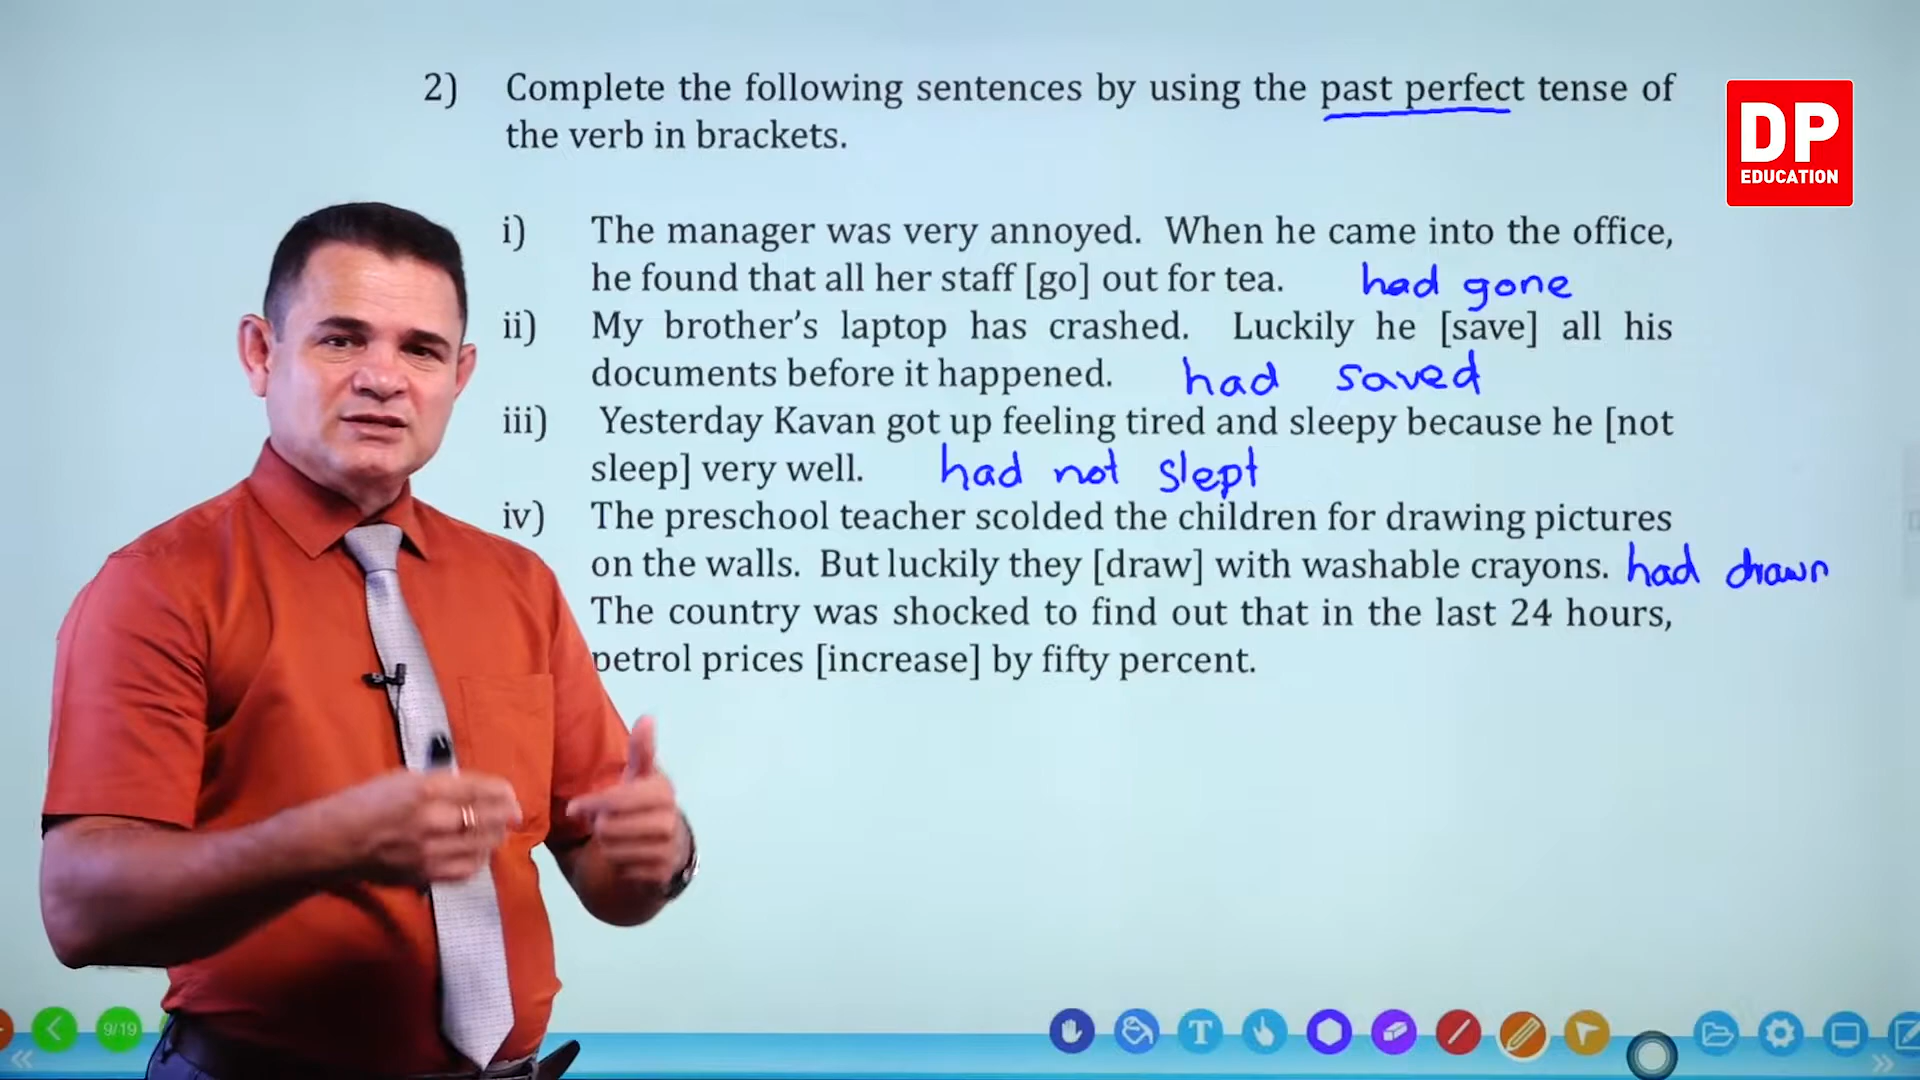 2) Complete the following sentences by using the past perfect tense of
the verb in brackets.
DP
EDUCATION
i) The manager was very annoyed. When he came into the office,
he found that all her staff [go] out for tea. had gone
ii) My brother's laptop has crashed. Luckily he [save] all his
documents before it happened. had saved
iii) Yesterday Kavan got up feeling tired and sleepy because he [not
sleep] very well. had not slept
iv) The preschool teacher scolded the children for drawing pictures
on the walls. But luckily they [draw] with washable crayons. had drawn
The country was shocked to find out that in the last 24 hours,
petrol prices [increase] by fifty percent.
9/19
T